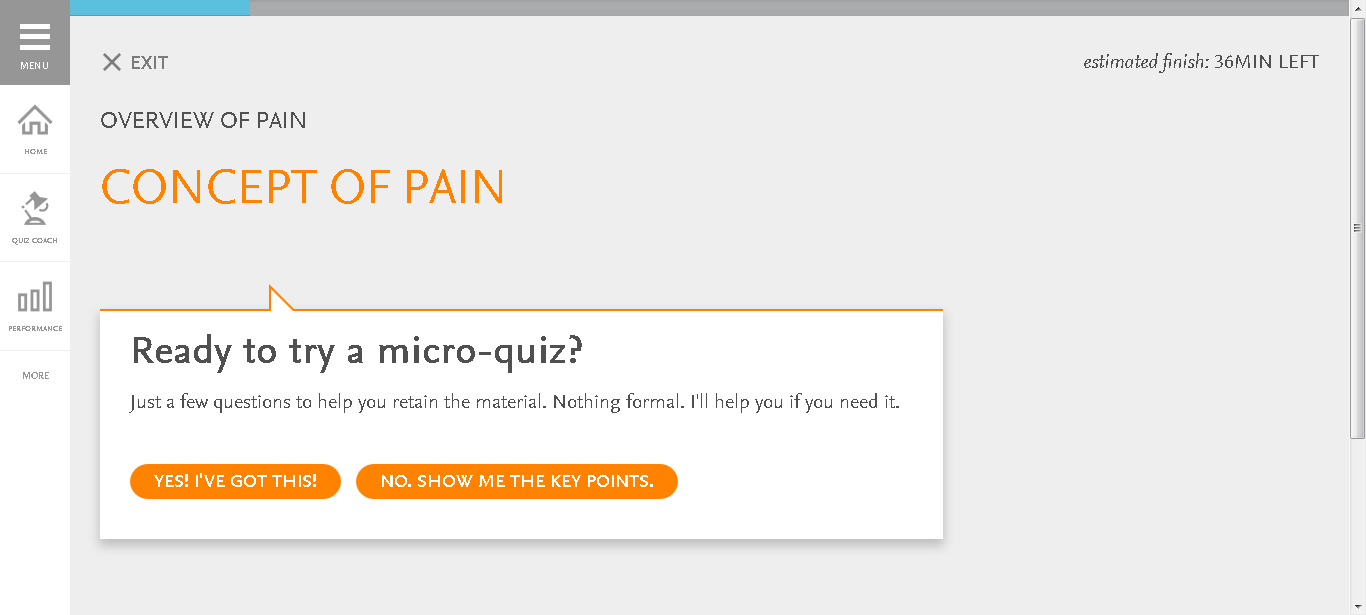 MENU
EXIT
estimated finish: 36MIN LEFT
OVERVIEW OF PAIN
HOME
CONCEPT OF PAIN
QUIZ COACH
PERFORMANCE
Ready to try a micro-quiz?
MORE
Just a few questions to help you retain the material. Nothing formal. I'll help you if you need it.
YES! I'VE GOT THIS!
NO. SHOW ME THE KEY POINTS.